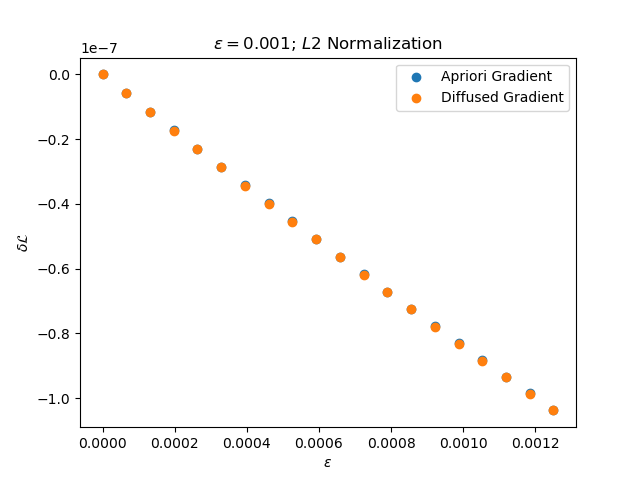 ε = 0.001; L2 Normalization
1e−7
Apriori Gradient
Diffused Gradient
0.0
−0.2
−0.4
−0.6
−0.8
−1.0
δℒ
0.0000 0.0002 0.0004 0.0006 0.0008 0.0010 0.0012
ε